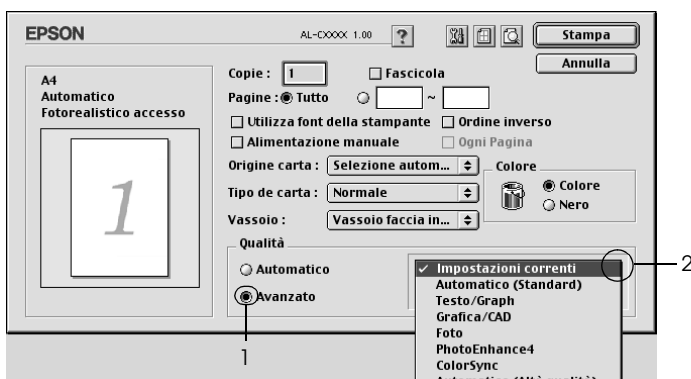 EPSON
AL-CXXXX 1.00
?
Stampa
Annulla
A4
Automatico
Fotorealistico accesso
1
Copie : 1
Fascicola
Pagine : Tutto
~
Utilizza font della stampante
Ordine inverso
Alimentazione manuale
Ogni Pagina
Origine carta : Selezione autom...
Tipo de carta : Normale
Vassoio : Vassoio faccia in...
Colore
Colore
Nero
Qualità
Automatico
Avanzato
✓ Impostazioni correnti
Automatico (Standard)
Testo/Graph
Grafica/CAD
Foto
PhotoEnhance4
ColorSync
Automatico (Altà qualità)
1
2